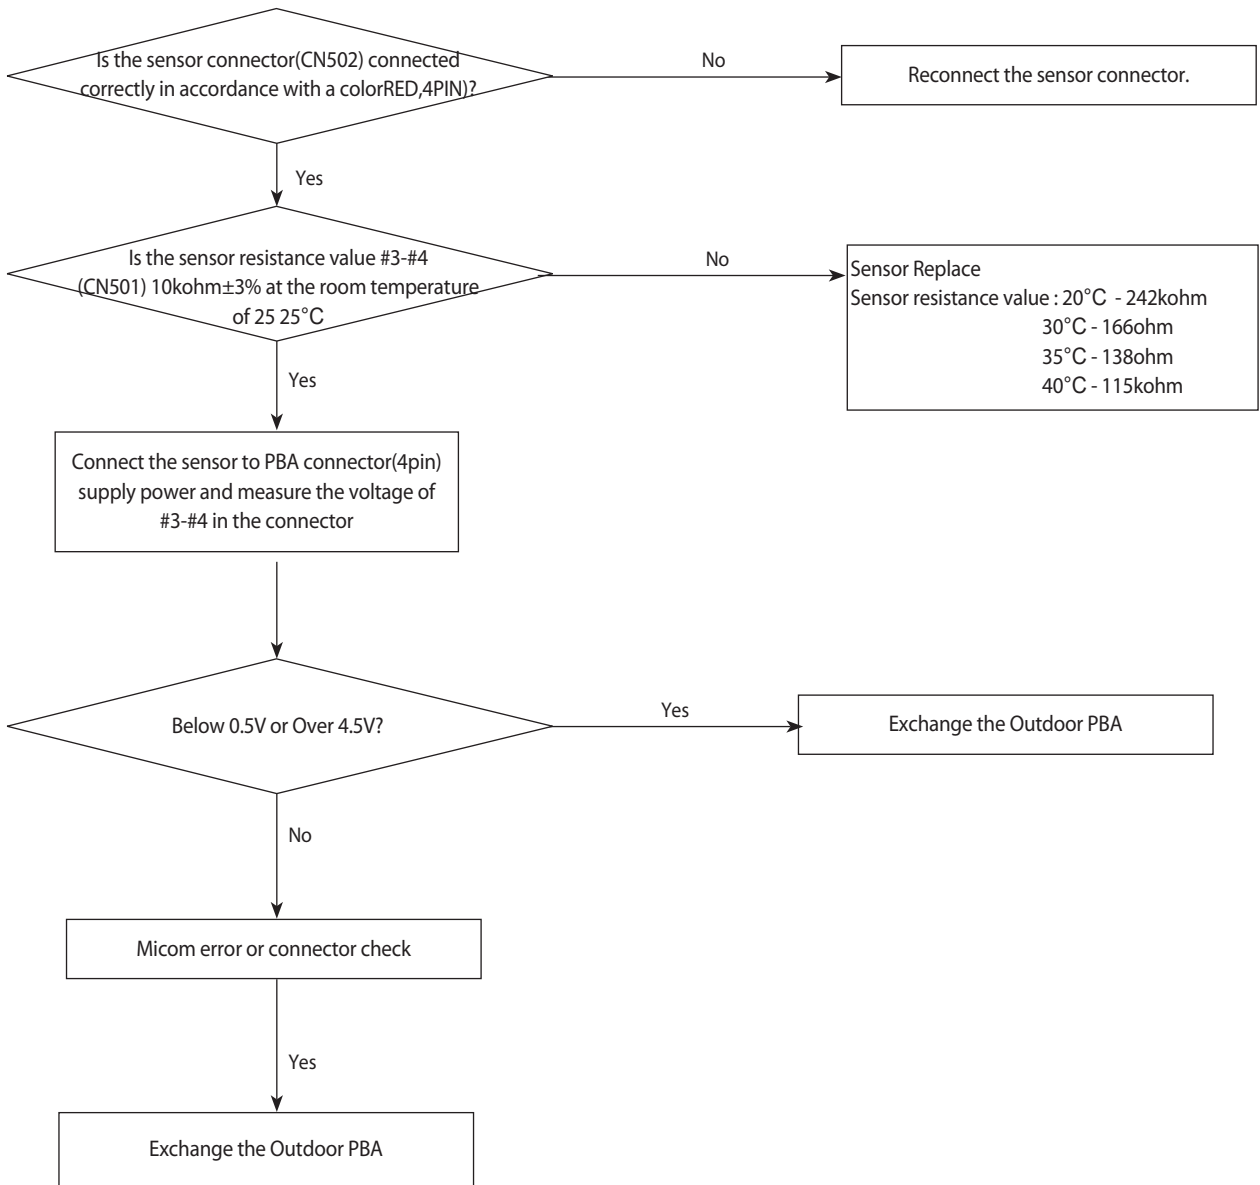 Is the sensor connector(CN502) connected
correctly in accordance with a colorRED,4PIN)?
No
Reconnect the sensor connector.
Yes
Is the sensor resistance value #3-#4
(CN501) 10kohm±3% at the room temperature
of 25 25°C
No
Sensor Replace
Sensor resistance value : 20°C - 242kohm
30°C - 166ohm
35°C - 138ohm
40°C - 115kohm
Yes
Connect the sensor to PBA connector(4pin)
supply power and measure the voltage of
#3-#4 in the connector
Below 0.5V or Over 4.5V?
Yes
Exchange the Outdoor PBA
No
Micom error or connector check
Yes
Exchange the Outdoor PBA